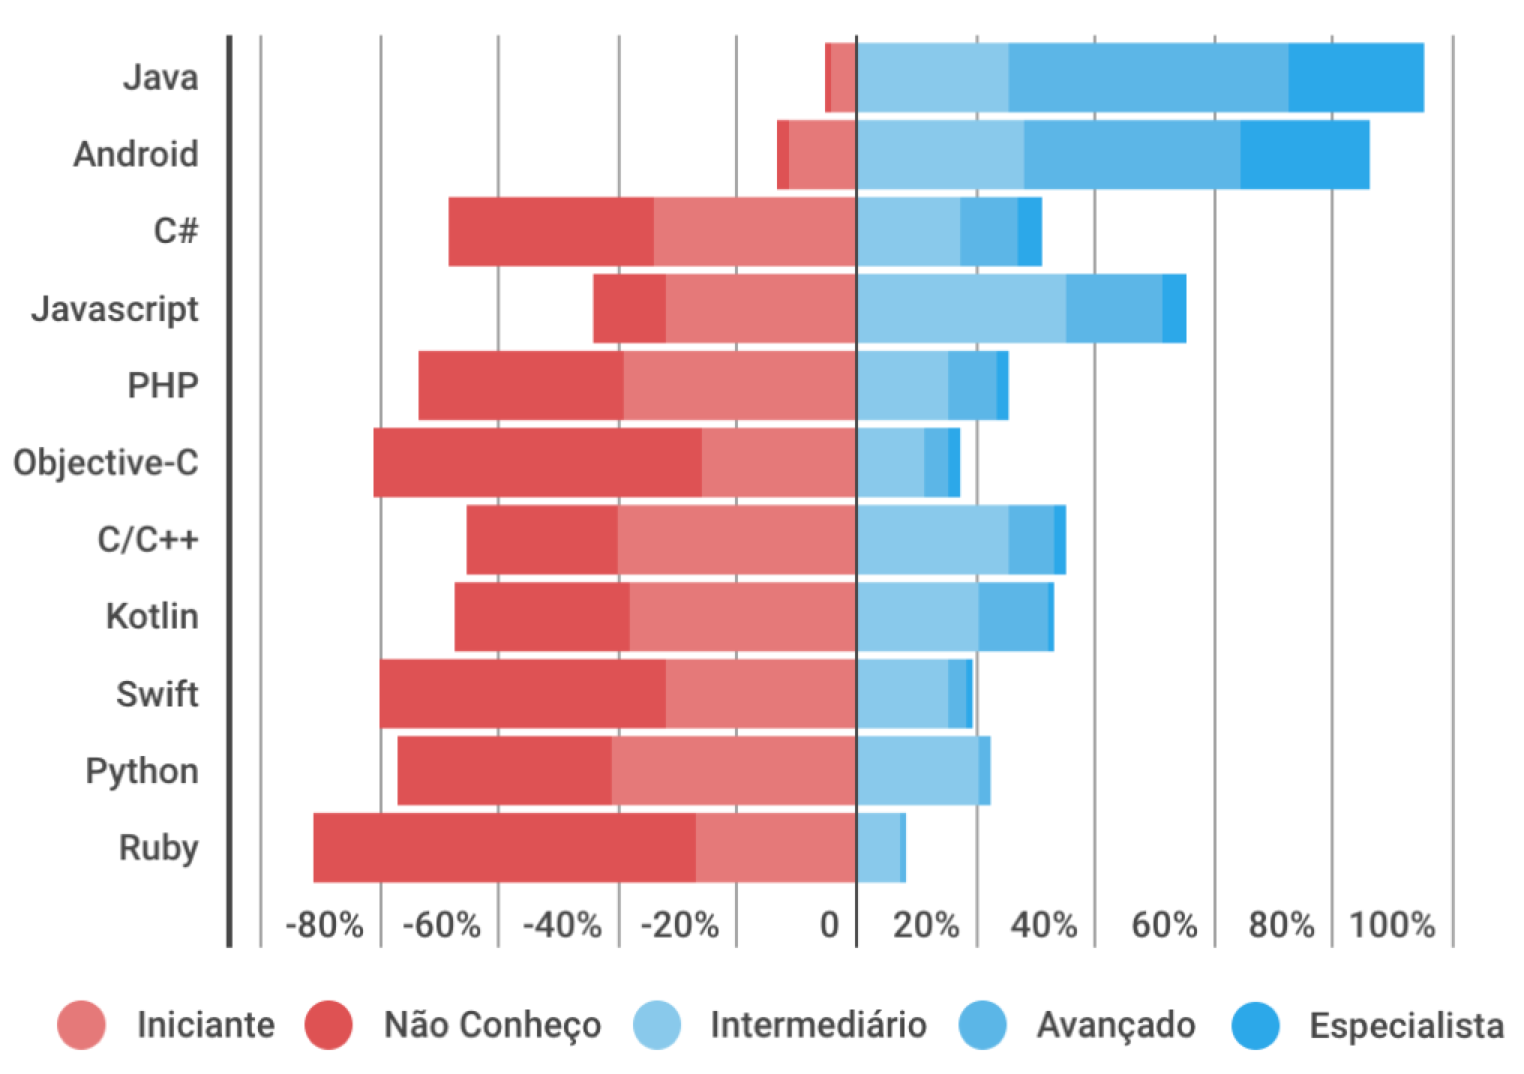 Java
Android
C#
Javascript
PHP
Objective-C
C/C++
Kotlin
Swift
Python
Ruby
-80% -60% -40% -20% 0 20% 40% 60% 80% 100%
Iniciante Não Conheço Intermediário Avançado Especialista